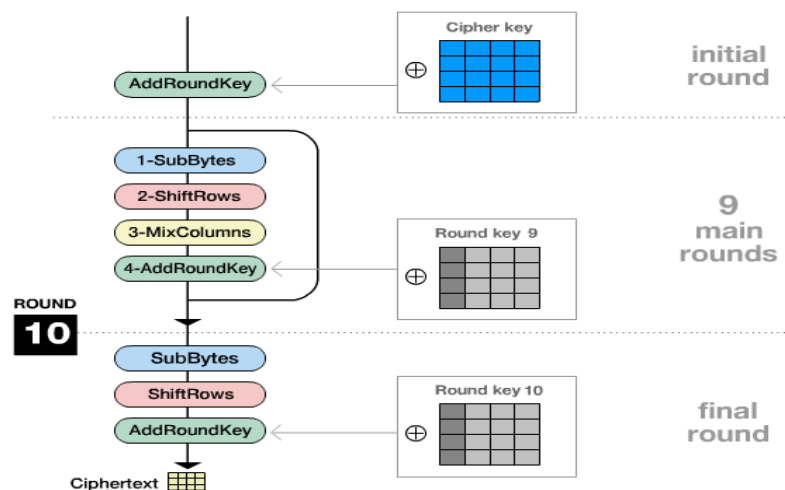 Cipher key
AddRoundKey
initial
round
1-SubBytes
2-ShiftRows
3-MixColumns
4-AddRoundKey
Round key 9
9
main
rounds
ROUND
10
SubBytes
ShiftRows
AddRoundKey
Round key 10
final
round
Ciphertext